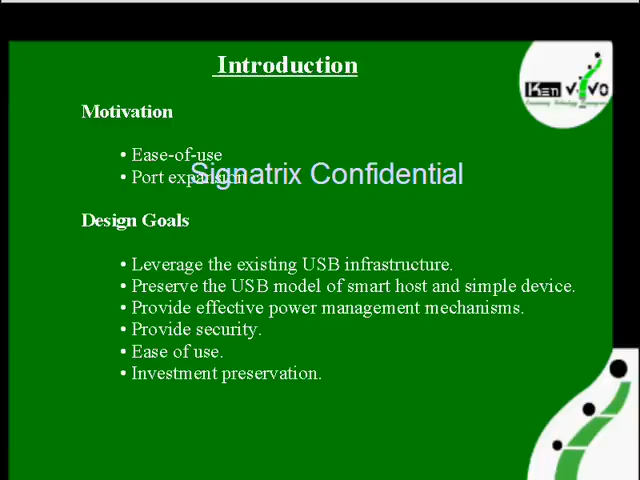 Introduction
Ken ViVo
Motivation
• Ease-of-use
• Port expansion
Signatrix Confidential
Design Goals
• Leverage the existing USB infrastructure.
• Preserve the USB model of smart host and simple device.
• Provide effective power management mechanisms.
• Provide security.
• Ease of use.
• Investment preservation.